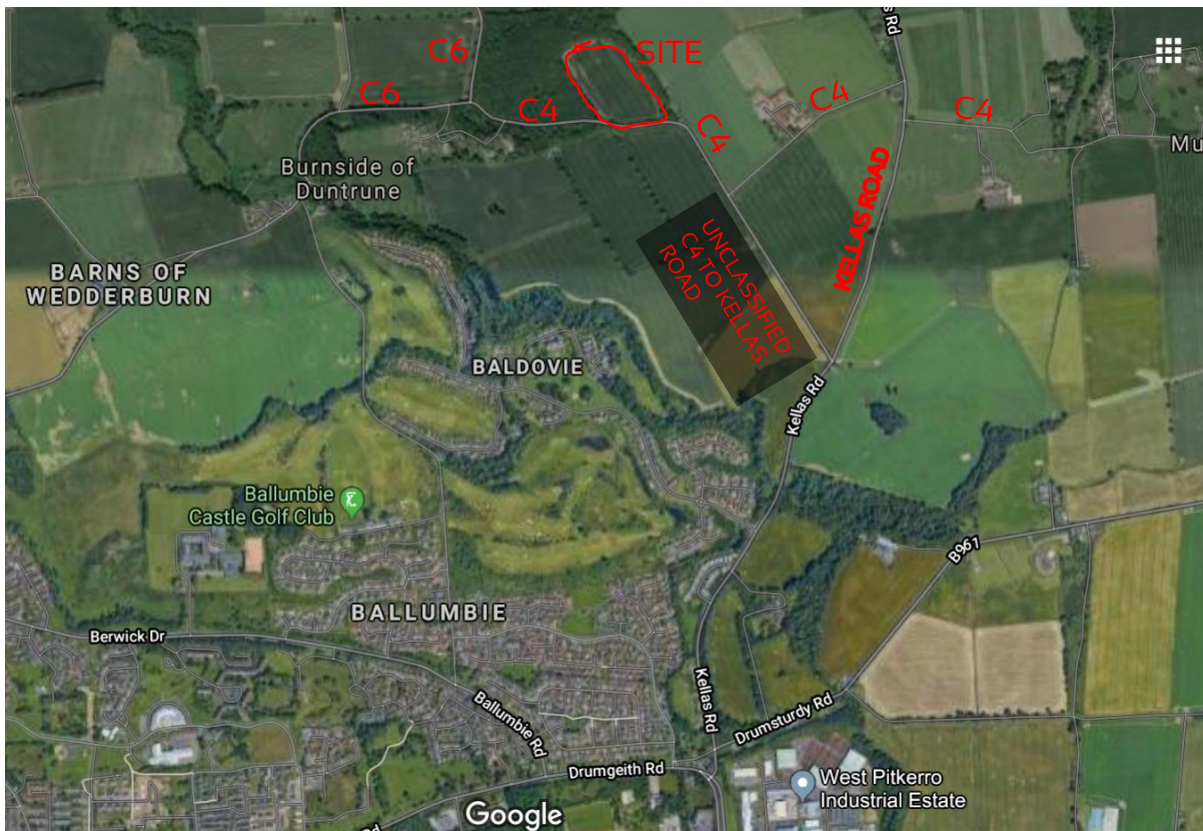 C6
C6
SITE
C4
C4
C4
C4
s Rd
Mu
Burnside of
Duntrune
KELLAS ROAD
UNCLASSIFIED
C4 TO KELLAS
ROAD
BARNS OF
WEDDERBURN
BALDOVIE
Kellas Rd
Ballumbie
Castle Golf Club
B961
BALLUMBIE
Berwick Dr
Kellas Rd
Ballumbie Rd
Drumsturdy Rd
Drumgeith Rd
West Pitkerro
Industrial Estate
Google
Rd